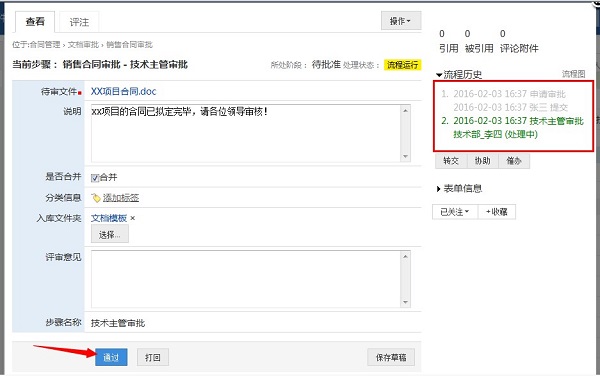 查看 评注 操作
位于:合同管理 › 文档审批 › 销售合同审批
当前步骤： 销售合同审批 - 技术主管审批 所处阶段： 待批准 处理状态： 流程运行
待审文件 XX项目合同.doc
说明 xx项目的合同已拟定完毕，请各位领导审核！
是否合并 合并
分类信息 添加标签
入库文件夹 文档模板 ×
选择...
评审意见
步骤名称 技术主管审批
通过 打回 保存草稿
0 0 0
引用 被引用 评论附件
流程历史 流程图
1. 2016-02-03 16:37 申请审批
2016-02-03 16:37 张三 提交
2. 2016-02-03 16:37 技术主管审批
技术部_李四 (处理中)
转交 协助 催办
表单信息
已关注 +收藏